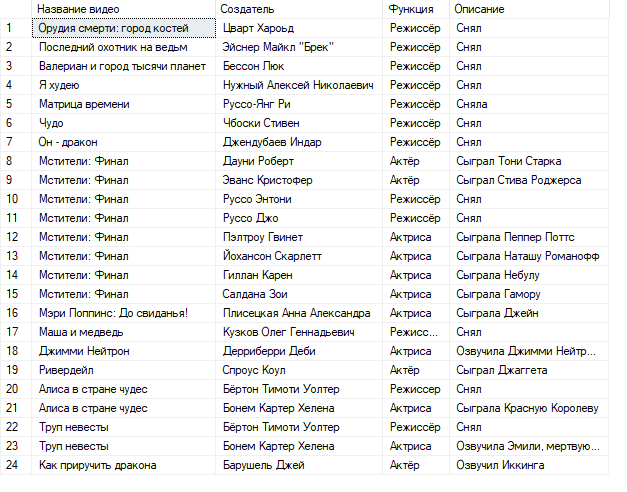 Название видео Создатель Функция Описание
1 Орудия смерти: город костей Цварт Хароьд Режиссёр Снял
2 Последний охотник на ведьм Эйснер Майкл "Брек" Режиссёр Снял
3 Валериан и город тысячи планет Бессон Люк Режиссёр Снял
4 Я худею Нужный Алексей Николаевич Режиссёр Снял
5 Матрица времени Руссо-Янг Ри Режиссёр Сняла
6 Чудо Чбоски Стивен Режиссёр Снял
7 Он - дракон Джендубаев Индар Режиссёр Снял
8 Мстители: Финал Дауни Роберт Актёр Сыграл Тони Старка
9 Мстители: Финал Эванс Кристофер Актёр Сыграл Стива Роджерса
10 Мстители: Финал Руссо Энтони Режиссёр Снял
11 Мстители: Финал Руссо Джо Режиссёр Снял
12 Мстители: Финал Пэлтроу Гвинет Актриса Сыграла Пеппер Поттс
13 Мстители: Финал Йохансон Скарлетт Актриса Сыграла Наташу Романофф
14 Мстители: Финал Гиллан Карен Актриса Сыграла Небулу
15 Мстители: Финал Салдана Зои Актриса Сыграла Гамору
16 Мэри Поппинс: До свиданья! Плисецкая Анна Александра Актриса Сыграла Джейн
17 Маша и медведь Кузков Олег Геннадьевич Режисс... Снял
18 Джимми Нейтрон Дерриберри Деби Актриса Озвучила Джимми Нейтр...
19 Ривердейл Спроус Коул Актёр Сыграл Джаггета
20 Алиса в стране чудес Бёртон Тимоти Уолтер Режиссер Снял
21 Алиса в стране чудес Бонем Картер Хелена Актриса Сыграла Красную Королеву
22 Труп невесты Бёртон Тимоти Уолтер Режиссер Снял
23 Труп невесты Бонем Картер Хелена Актриса Озвучила Эмили, мертвую...
24 Как приручить дракона Барушель Джей Актёр Озвучил Иккинга